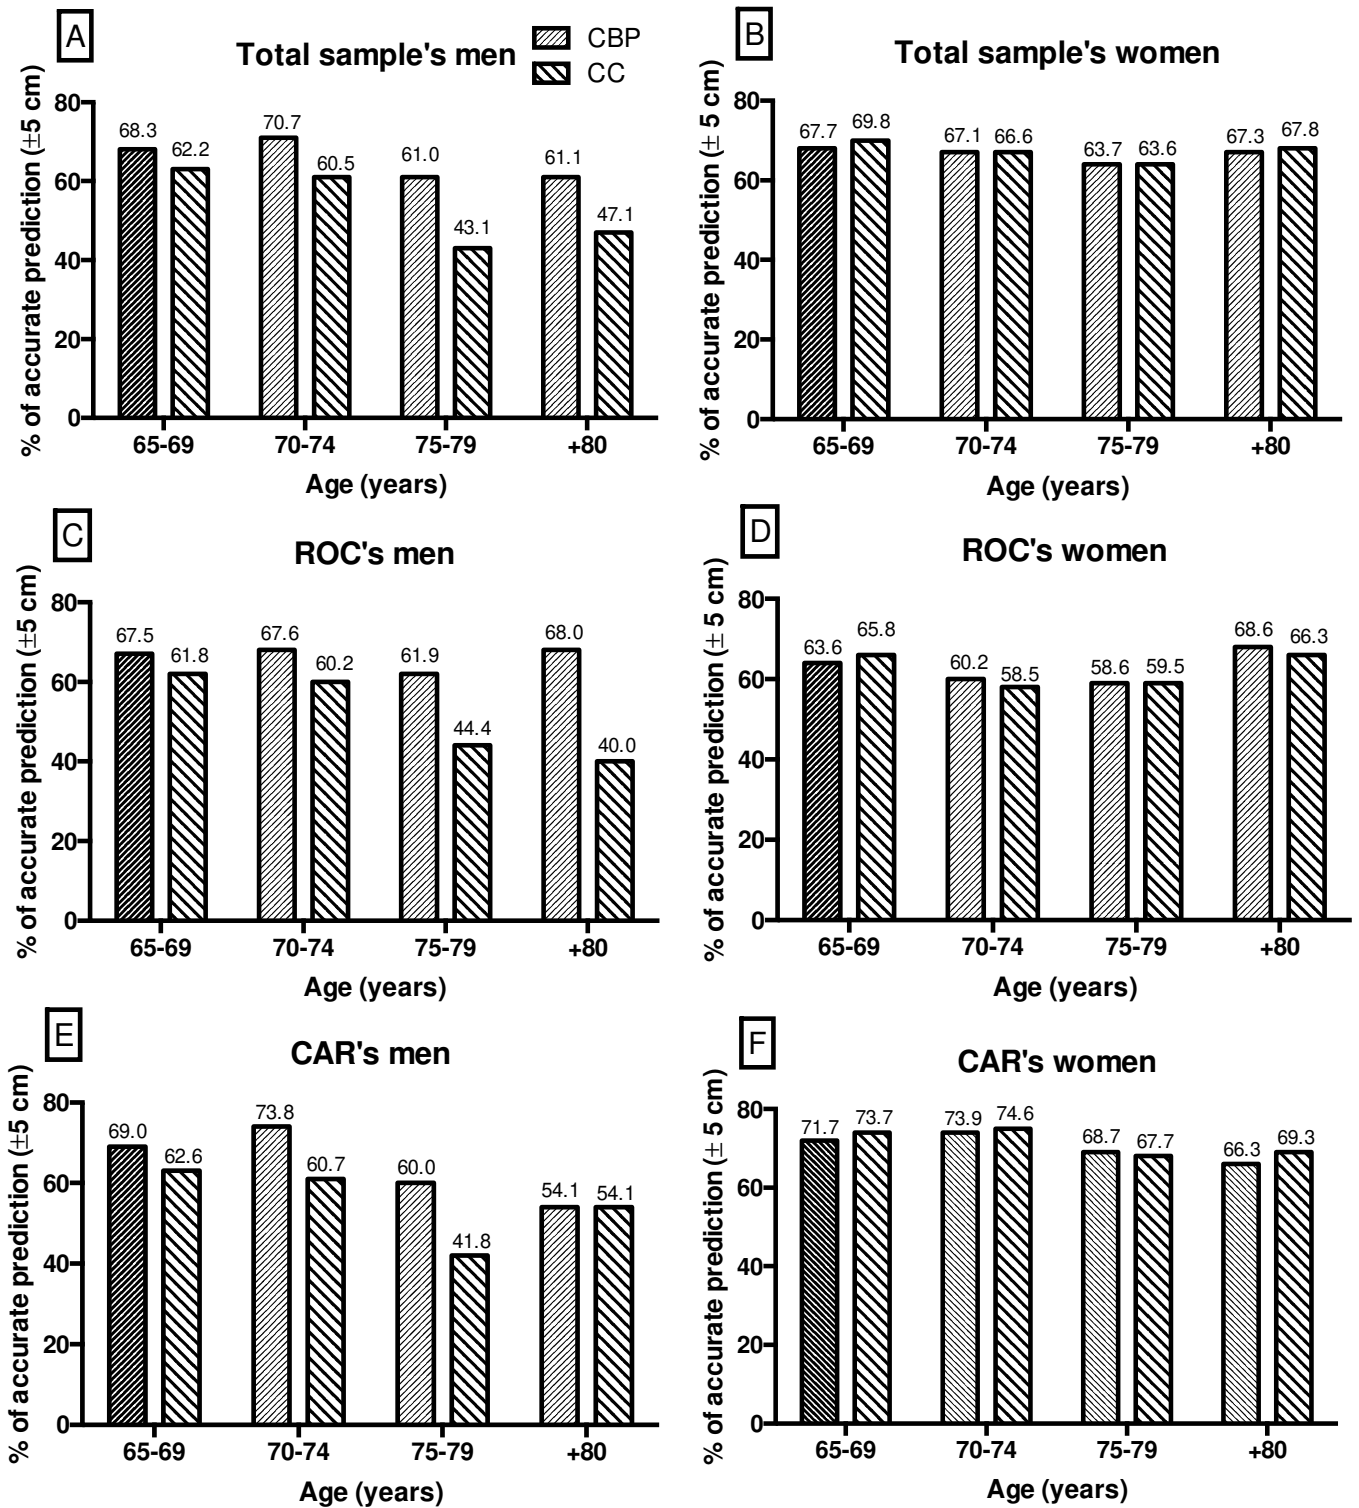 A
Total sample's men
CBP
CC
% of accurate prediction (±5 cm)
80
60
40
20
0
68.3 62.2 70.7 60.5 61.0 43.1 61.1 47.1
65-69 70-74 75-79 +80
Age (years)
B
Total sample's women
% of accurate prediction (± 5 cm)
80
60
40
20
0
67.7 69.8 67.1 66.6 63.7 63.6 67.3 67.8
65-69 70-74 75-79 +80
Age (years)
C
ROC's men
% of accurate prediction (±5 cm)
80
60
40
20
0
67.5 61.8 67.6 60.2 61.9 44.4 68.0 40.0
65-69 70-74 75-79 +80
Age (years)
D
ROC's women
% of accurate prediction (± 5 cm)
80
60
40
20
0
63.6 65.8 60.2 58.5 58.6 59.5 68.6 66.3
65-69 70-74 75-79 +80
Age (years)
E
CAR's men
% of accurate prediction (±5 cm)
80
60
40
20
0
69.0 62.6 73.8 60.7 60.0 41.8 54.1 54.1
65-69 70-74 75-79 +80
Age (years)
F
CAR's women
% of accurate prediction (± 5 cm)
80
60
40
20
0
71.7 73.7 73.9 74.6 68.7 67.7 66.3 69.3
65-69 70-74 75-79 +80
Age (years)